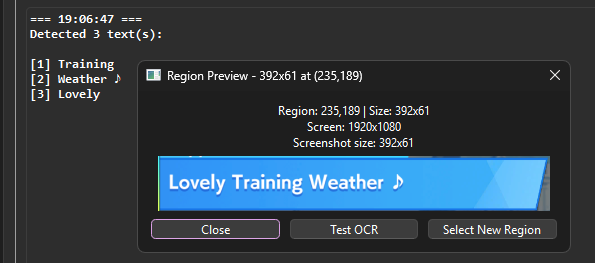 === 19:06:47 ===
Detected 3 text(s):
[1] Training
[2] Weather ♪
[3] Lovely
Region Preview - 392x61 at (235,189)
Region: 235,189 | Size: 392x61
Screen: 1920x1080
Screenshot size: 392x61
Lovely Training Weather ♪
Close
Test OCR
Select New Region